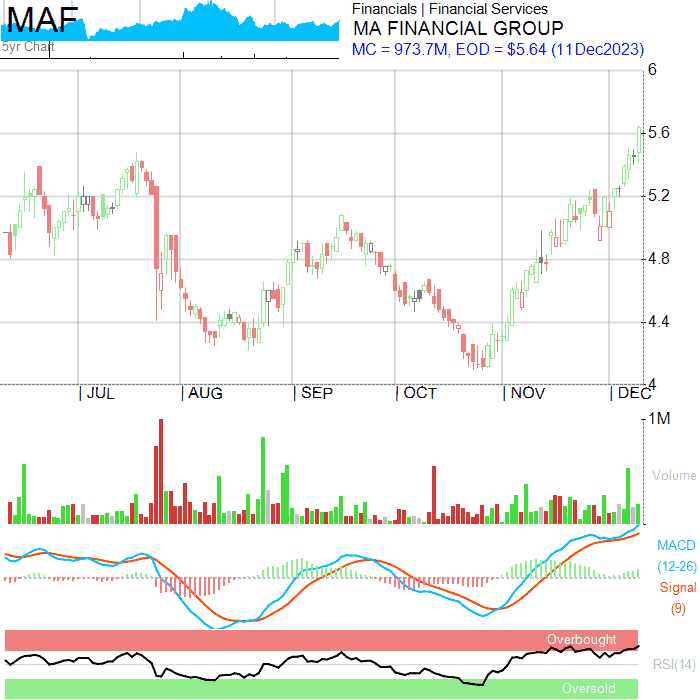 MAF
Financials | Financial Services
MA FINANCIAL GROUP
5yr Chart
MC = 973.7M, EOD = $5.64 (11Dec2023)
6
5.6
5.2
4.8
4.4
4
| JUL | AUG | SEP | OCT | NOV | DEC
1M
Volume
MACD
(12-26)
Signal
(9)
Overbought
RSI(14)
Oversold